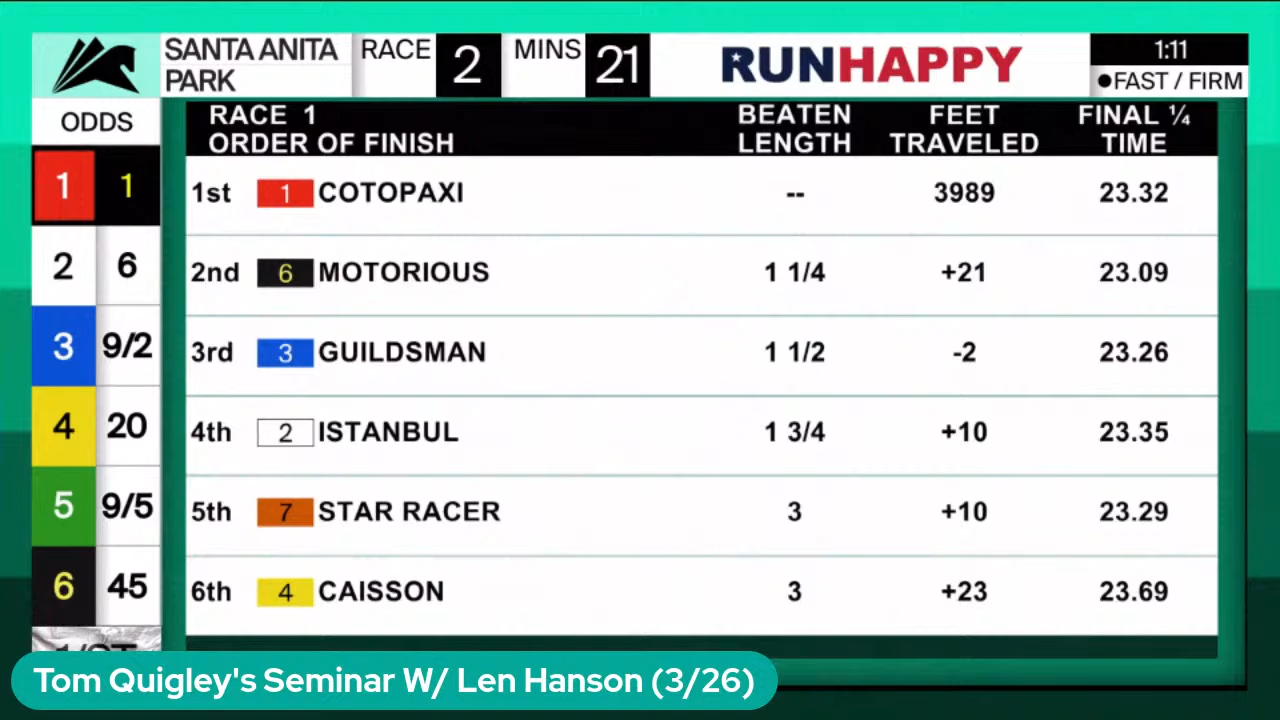 SANTA ANITA PARK
RACE 2 MINS 21
RUNHAPPY
1:11
FAST / FIRM
ODDS
1 1
2 6
3 9/2
4 20
5 9/5
6 45
RACE 1
ORDER OF FINISH
BEATEN LENGTH
FEET TRAVELED
FINAL ¼ TIME
1st 1 COTOPAXI -- 3989 23.32
2nd 6 MOTORIOUS 1 1/4 +21 23.09
3rd 3 GUILDSMAN 1 1/2 -2 23.26
4th 2 ISTANBUL 1 3/4 +10 23.35
5th 7 STAR RACER 3 +10 23.29
6th 4 CAISSON 3 +23 23.69
Tom Quigley's Seminar W/ Len Hanson (3/26)